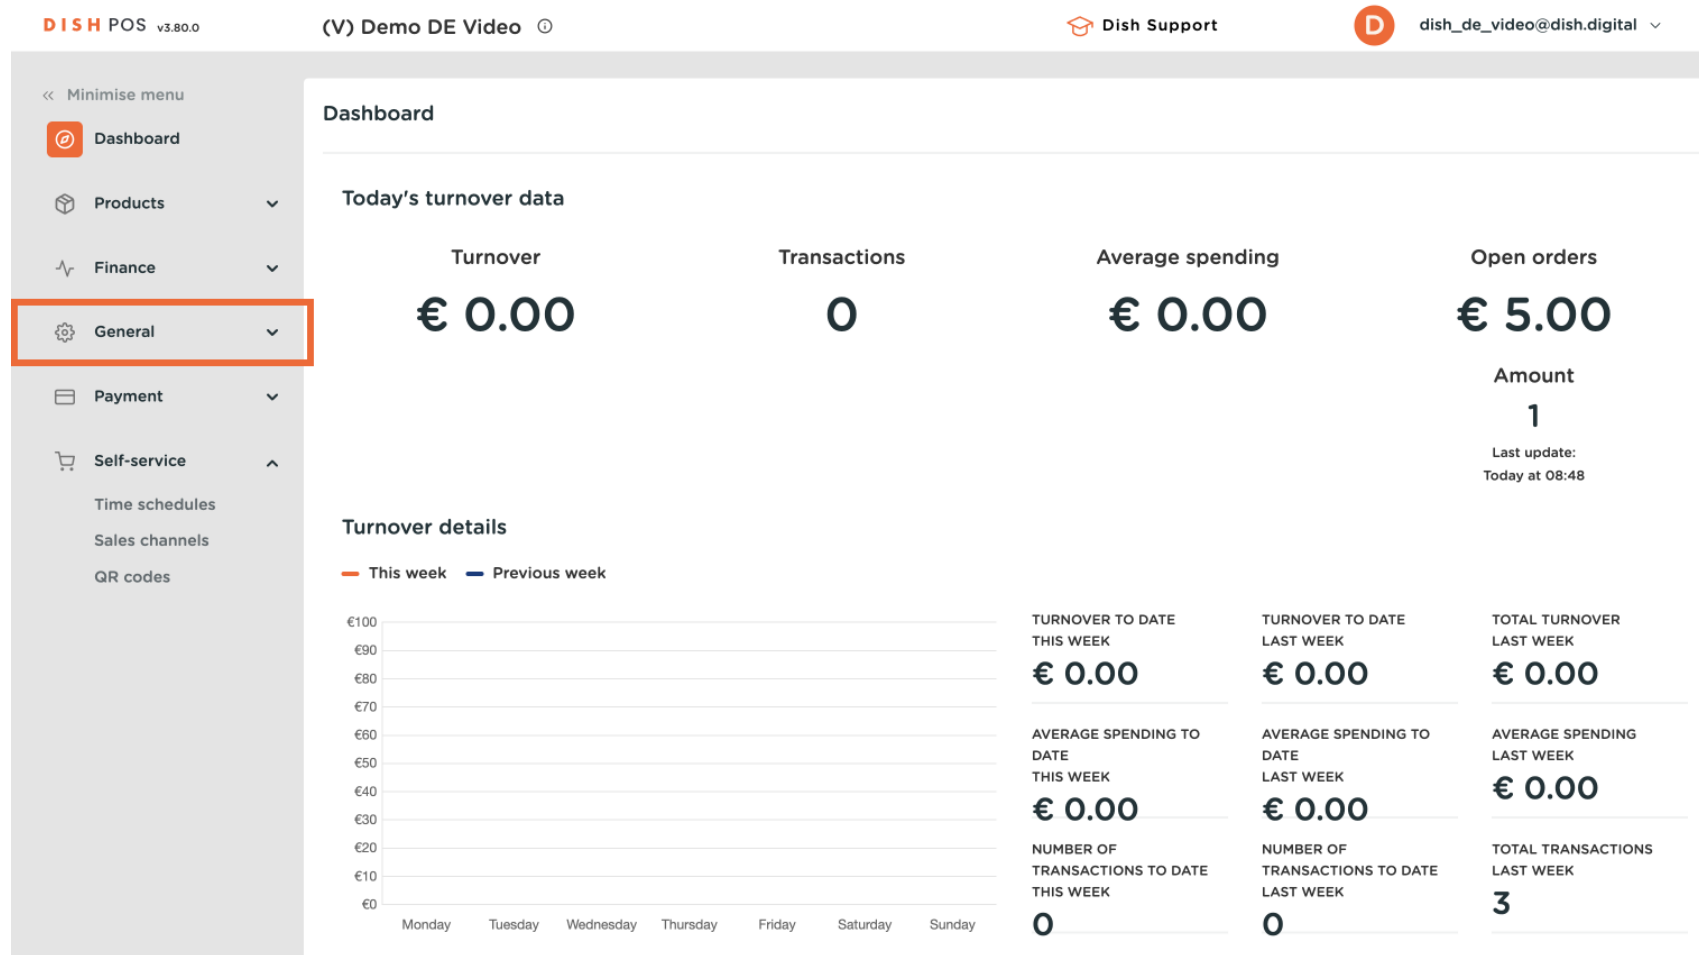 DISH POS v3.80.0
(V) Demo DE Video
Dish Support
D
dish_de_video@dish.digital
Minimise menu
Dashboard
Products
Finance
General
Payment
Self-service
Time schedules
Sales channels
QR codes
Dashboard
Today's turnover data
Turnover
€ 0.00
Transactions
0
Average spending
€ 0.00
Open orders
€ 5.00
Amount
1
Last update:
Today at 08:48
Turnover details
This week
Previous week
€100
€90
€80
€70
€60
€50
€40
€30
€20
€10
€0
Monday Tuesday Wednesday Thursday Friday Saturday Sunday
TURNOVER TO DATE
THIS WEEK
€ 0.00
TURNOVER TO DATE
LAST WEEK
€ 0.00
TOTAL TURNOVER
LAST WEEK
€ 0.00
AVERAGE SPENDING TO
DATE
THIS WEEK
€ 0.00
AVERAGE SPENDING TO
DATE
LAST WEEK
€ 0.00
AVERAGE SPENDING
LAST WEEK
€ 0.00
NUMBER OF
TRANSACTIONS TO DATE
THIS WEEK
0
NUMBER OF
TRANSACTIONS TO DATE
LAST WEEK
0
TOTAL TRANSACTIONS
LAST WEEK
3